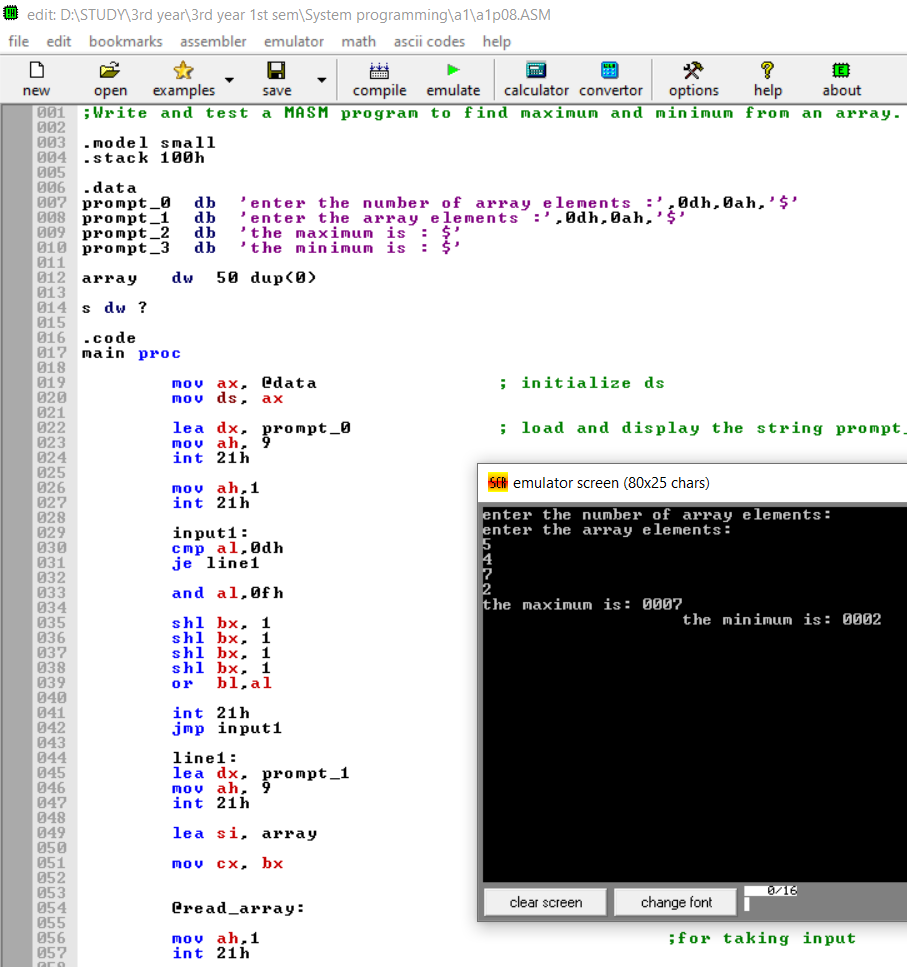 edit: D:\STUDY\3rd year\3rd year 1st sem\System programming\a1\a1p08.ASM
file edit bookmarks assembler emulator math ascii codes help
new open examples save compile emulate calculator convertor options help about
001 ;Write and test a MASM program to find maximum and minimum from an array.
002
003 .model small
004 .stack 100h
005
006 .data
007 prompt_0 db 'enter the number of array elements :',0dh,0ah,'$'
008 prompt_1 db 'enter the array elements :',0dh,0ah,'$'
009 prompt_2 db 'the maximum is : $'
010 prompt_3 db 'the minimum is : $'
011
012 array dw 50 dup(0)
013
014 s dw ?
015
016 .code
017 main proc
018
019 mov ax, @data ; initialize ds
020 mov ds, ax
021
022 lea dx, prompt_0 ; load and display the string prompt_
023 mov ah, 9
024 int 21h
025
026 mov ah,1
027 int 21h
028
029 input1:
030 cmp al,0dh
031 je line1
032
033 and al,0fh
034
035 shl bx, 1
036 shl bx, 1
037 shl bx, 1
038 shl bx, 1
039 or bl,al
040
041 int 21h
042 jmp input1
043
044 line1:
045 lea dx, prompt_1
046 mov ah, 9
047 int 21h
048
049 lea si, array
050
051 mov cx, bx
052
053
054 @read_array:
055
056 mov ah,1 ;for taking input
057 int 21h
058
SCR emulator screen (80x25 chars)
enter the number of array elements:
enter the array elements:
5
4
7
2
the maximum is: 0007
the minimum is: 0002
clear screen change font 0/16